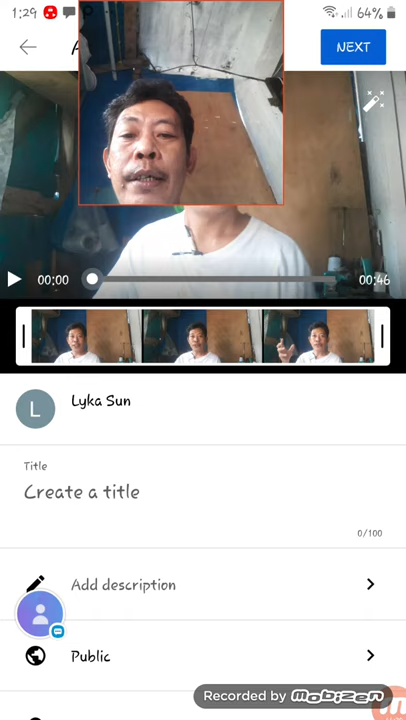 1:29
64%
NEXT
00:00
00:46
L
Lyka Sun
Title
Create a title
0/100
Add description
Public
Recorded by mobizen